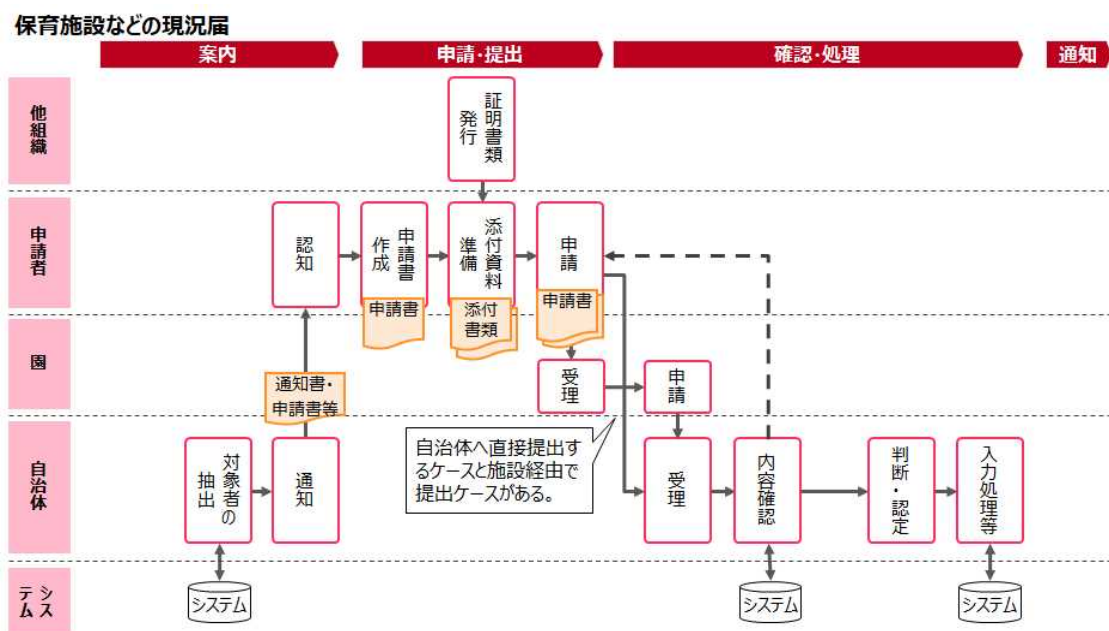 保育施設などの現況届
案内
申請・提出
確認・処理
通知
他組織
証明書類
発行
申請者
認知
申請書
作成
申請書
添付資料
準備
添付
書類
申請
申請書
園
通知書・
申請書等
受理
申請
自治体
対象者の
抽出
通知
自治体へ直接提出す
るケースと施設経由で
提出ケースがある。
受理
内容確認
判断・認定
入力処理等
シス
テム
システム
システム
システム